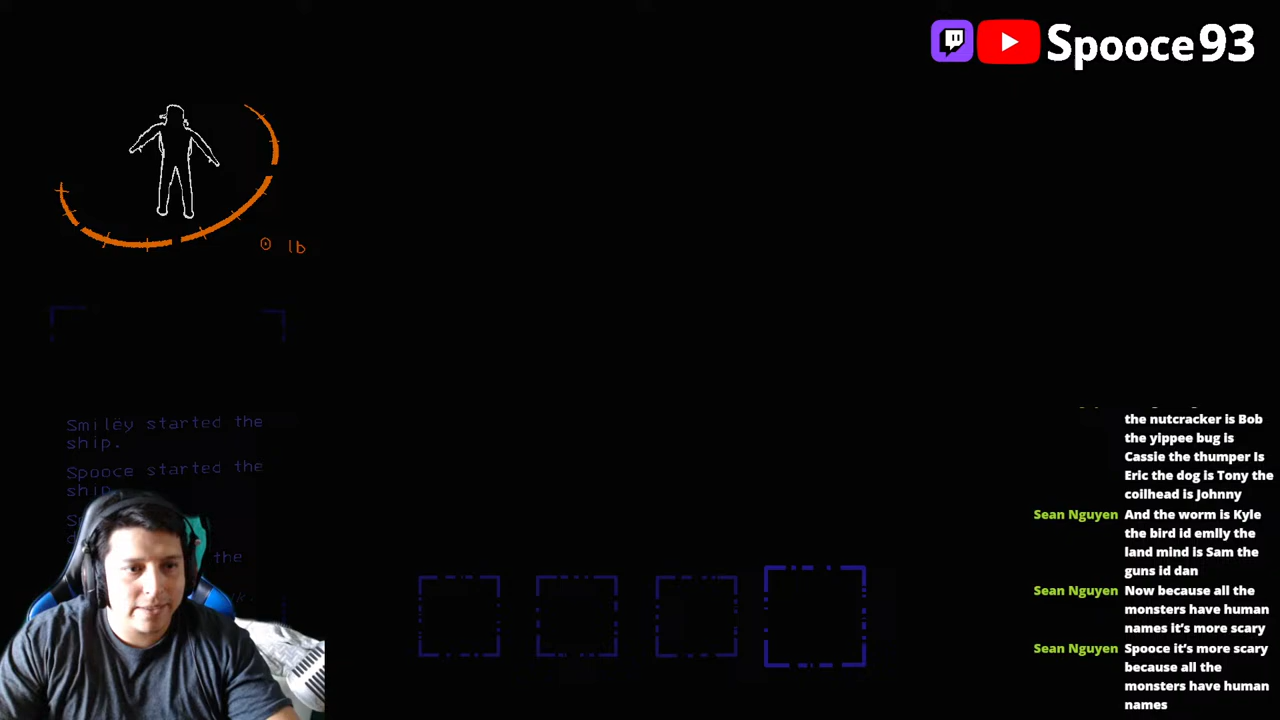 Spooce93
0 lb
Smiley started the
ship.
Spooce started the
ship
the
the nutcracker is Bob
the yippee bug is
Cassie the thumper is
Eric the dog is Tony the
coilhead is Johnny
Sean Nguyen And the worm is Kyle
the bird id emlly the
land mind is Sam the
guns id dan
Sean Nguyen Now because all the
monsters have human
names it's more scary
Sean Nguyen Spooce it's more scary
because all the
monsters have human
names